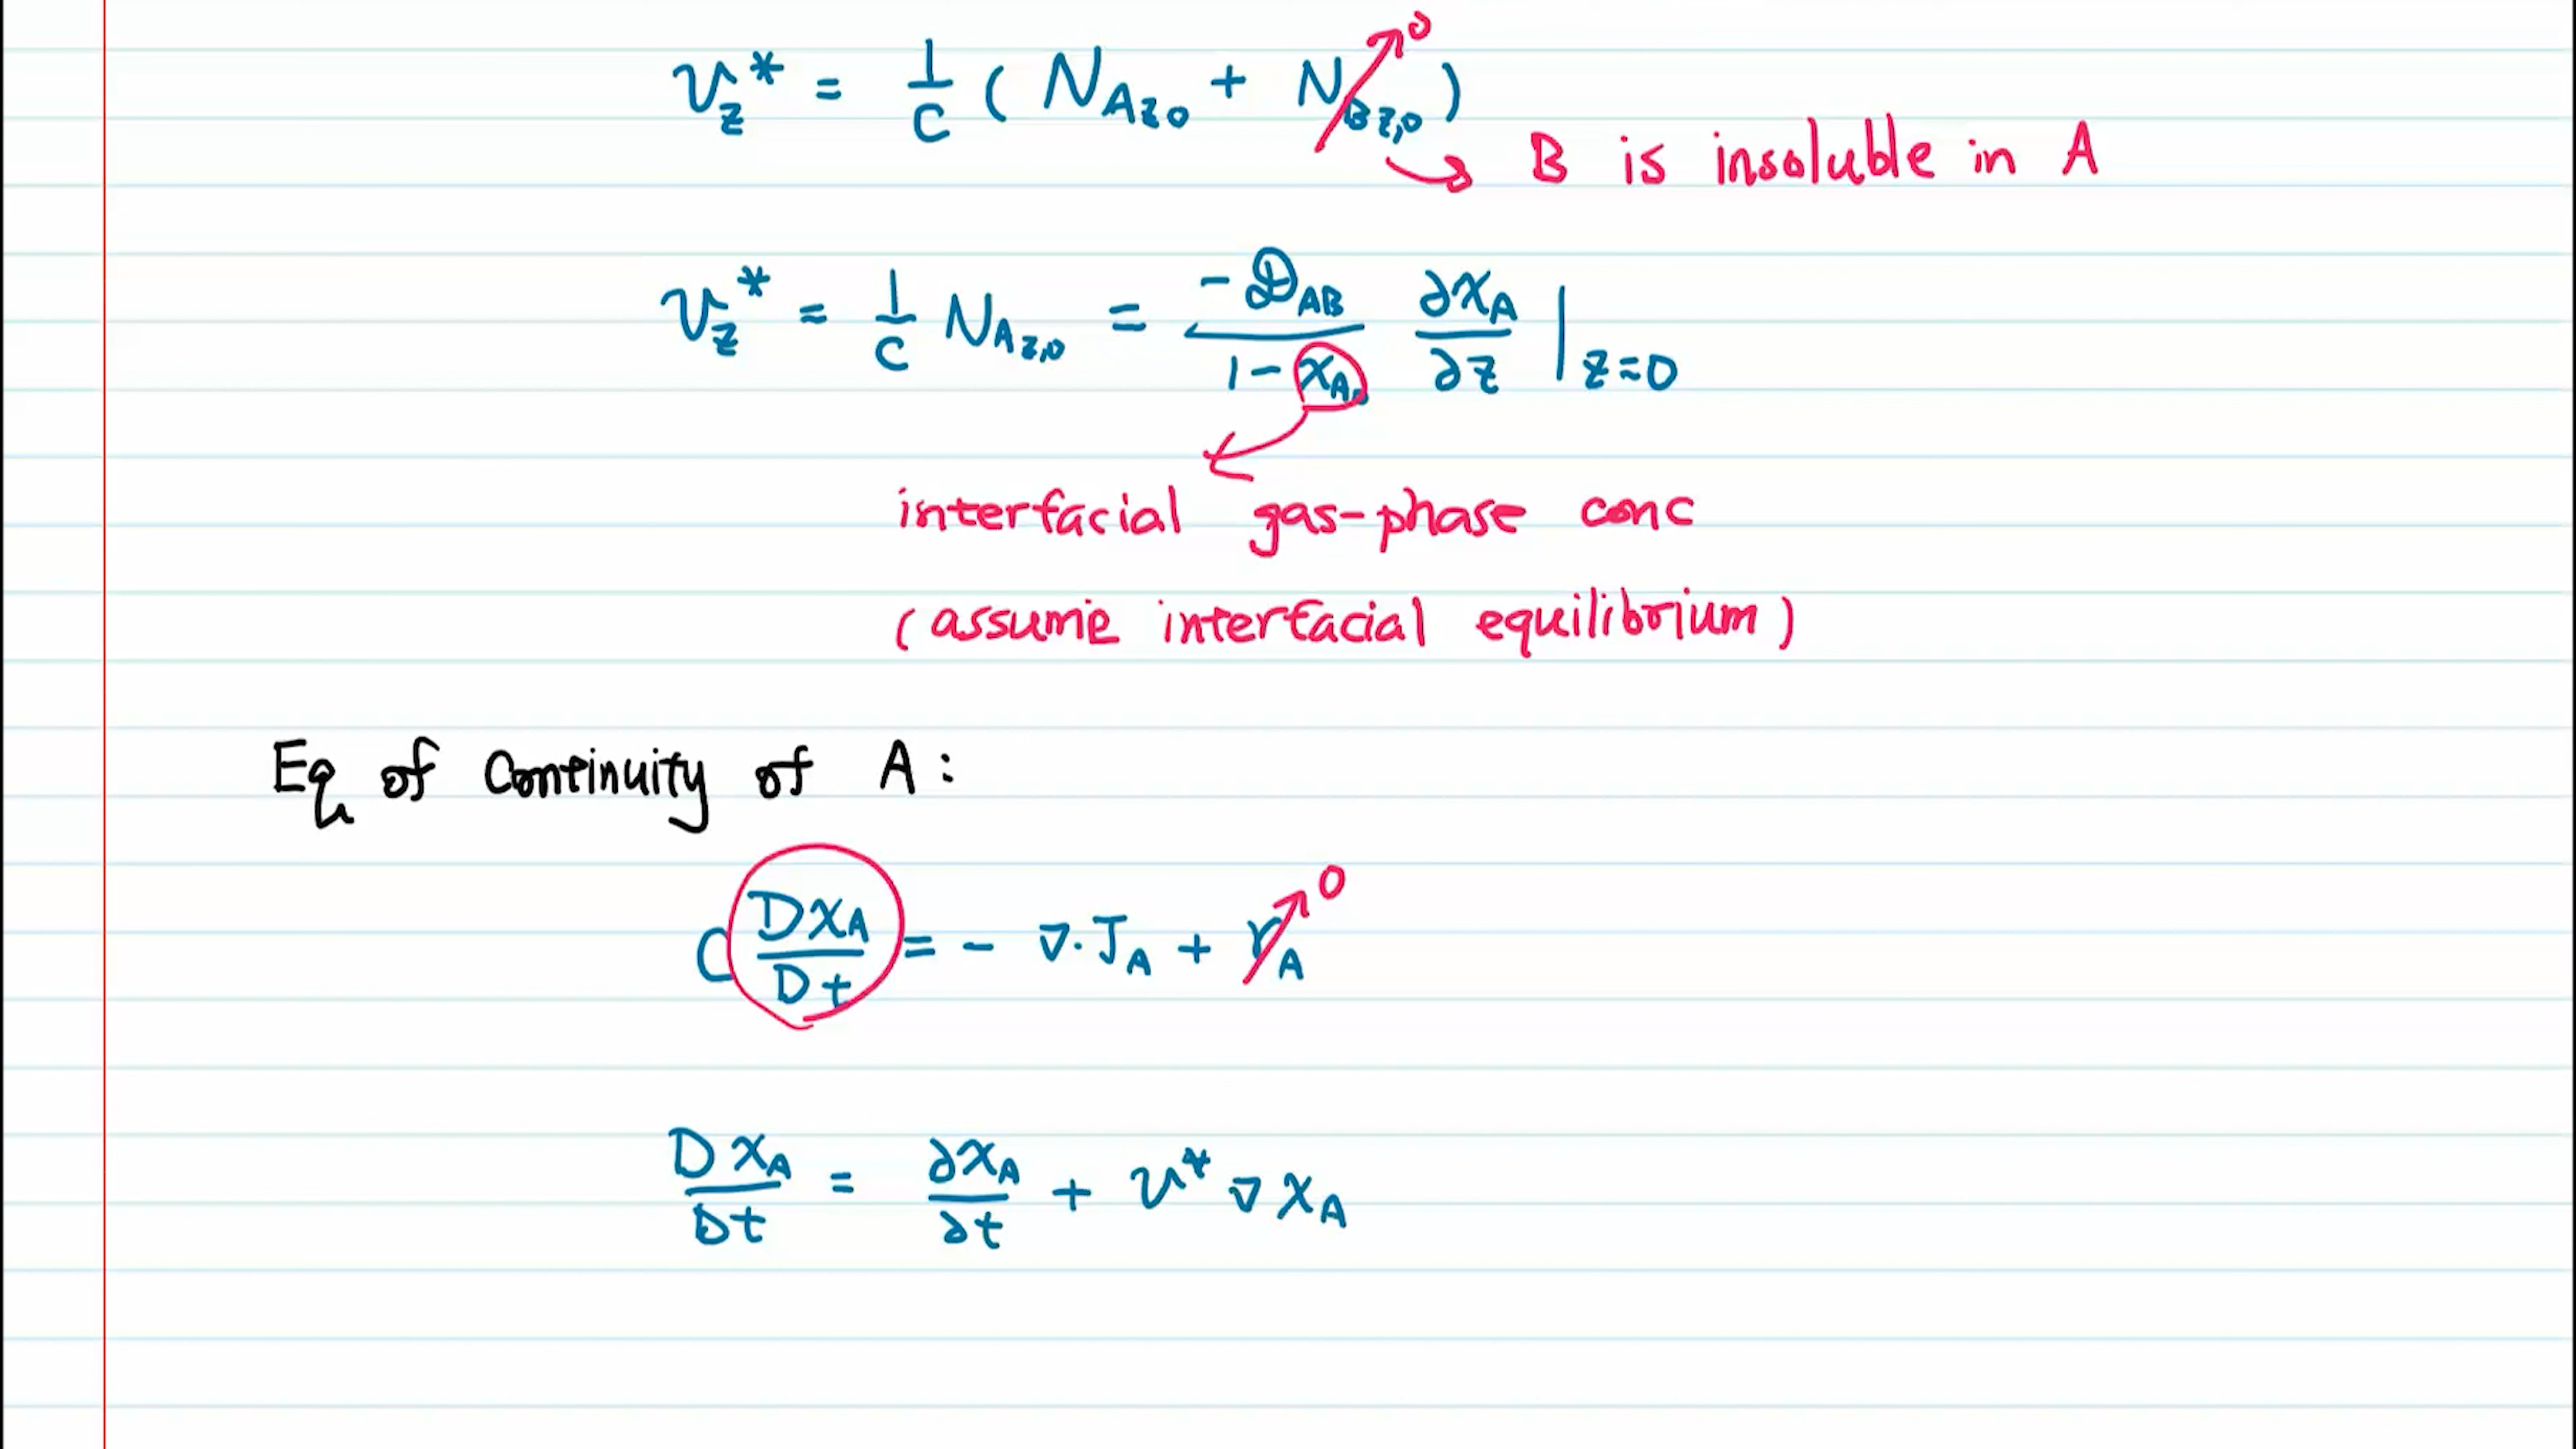 v_z* = 1/C ( N_Az0 + N_Bz,0 ) 0
B is insoluble in A
v_z* = 1/C N_Az,0 = -𝒟_AB/(1-x_A0) ∂x_A/∂z |_z=0
interfacial gas-phase conc
(assume interfacial equilibrium)
Eq of Continuity of A:
C Dx_A/Dt = - ∇·J_A + r_A 0
Dx_A/Dt = ∂x_A/∂t + v* ∇ x_A